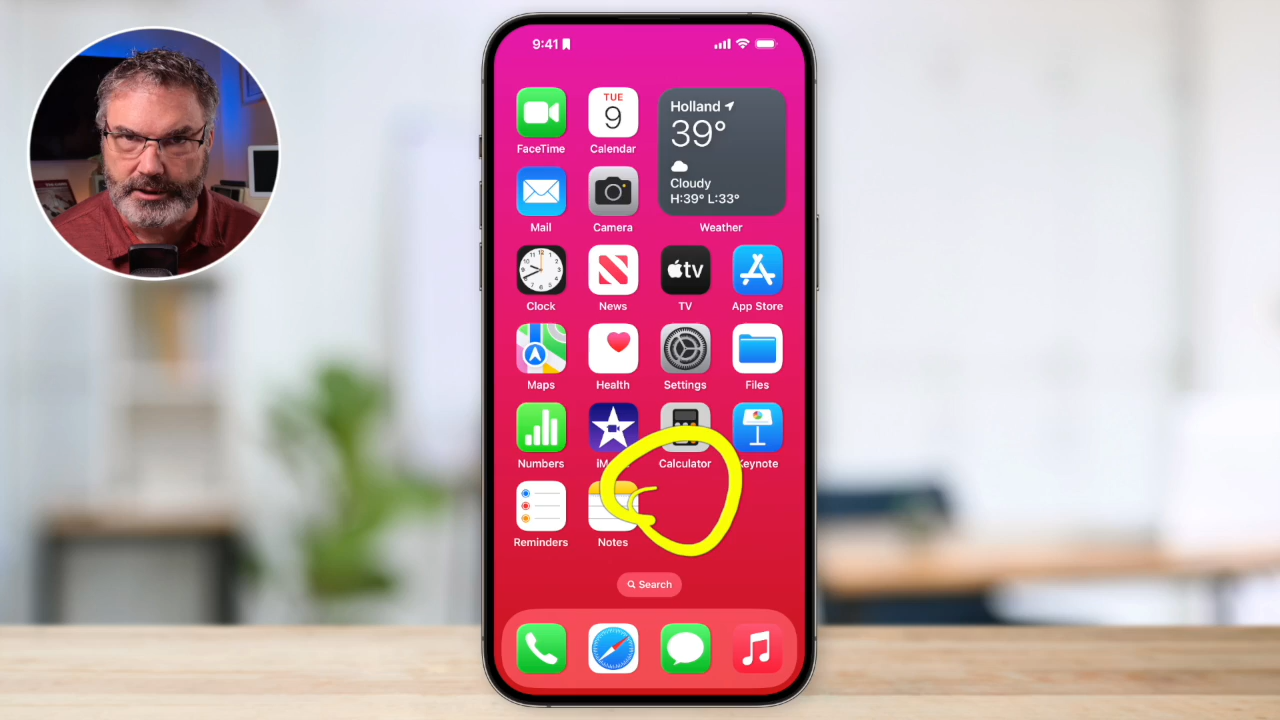 9:41
FaceTime
TUE
9
Calendar
Holland
39°
Cloudy
H:39° L:33°
Weather
Mail
Camera
Clock
News
tv
TV
App Store
Maps
Health
Settings
Files
Numbers
Calculator
Keynote
Reminders
Notes
Search